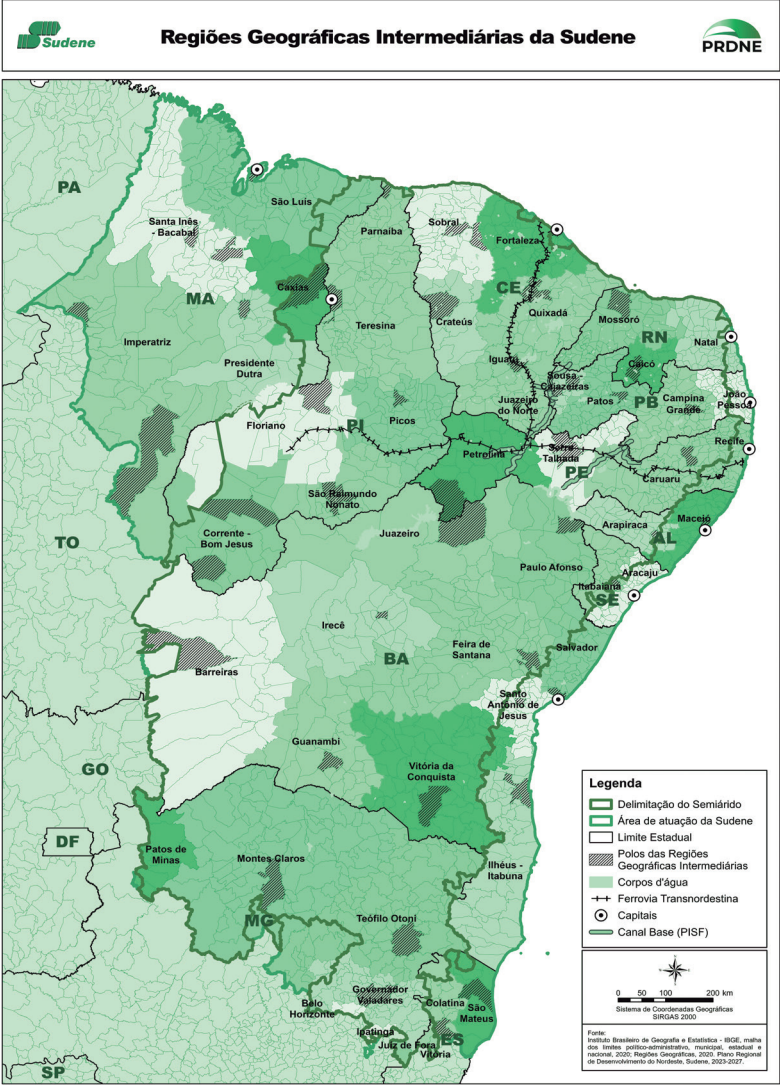 Sudene
Regiões Geográficas Intermediárias da Sudene
PRDNE
PA
São Luís
Santa Inês
- Bacabal
Parnaíba
Sobral
Fortaleza
Caxias
CE
MA
Quixadá
Mossoró
Teresina
Crateús
RN
Imperatriz
Natal
Presidente
Dutra
Iguatu
Caicó
Sousa -
Cajazeiras
João
Pessoa
Juazeiro
do Norte
Patos
PB
Campina
Grande
Floriano
PI
Picos
Recife
Petrolina
Serra
Talhada
PE
Caruaru
São Raimundo
Nonato
Maceió
Arapiraca
Corrente -
Bom Jesus
Juazeiro
AL
TO
Paulo Afonso
Aracaju
Itabaiana
SE
Irecê
Feira de
Santana
Salvador
BA
Barreiras
Santo
Antônio de
Jesus
Guanambi
Vitória da
Conquista
GO
DF
Patos de
Minas
Montes Claros
Ilhéus -
Itabuna
MG
Teófilo Otoni
Governador
Valadares
Belo
Horizonte
Colatina
São
Mateus
Ipatinga
Juiz de Fora
ES
Vitória
SP
Legenda
Delimitação do Semiárido
Área de atuação da Sudene
Limite Estadual
Polos das Regiões
Geográficas Intermediárias
Corpos d'água
Ferrovia Transnordestina
Capitais
Canal Base (PISF)
0 50 100 200 km
Sistema de Coordenadas Geográficas
SIRGAS 2000
Fonte:
Instituto Brasileiro de Geografia e Estatística - IBGE, malha
dos limites político-administrativo, municipal, estadual e
nacional, 2020; Regiões Geográficas, 2020. Plano Regional
de Desenvolvimento do Nordeste, Sudene, 2023-2027.